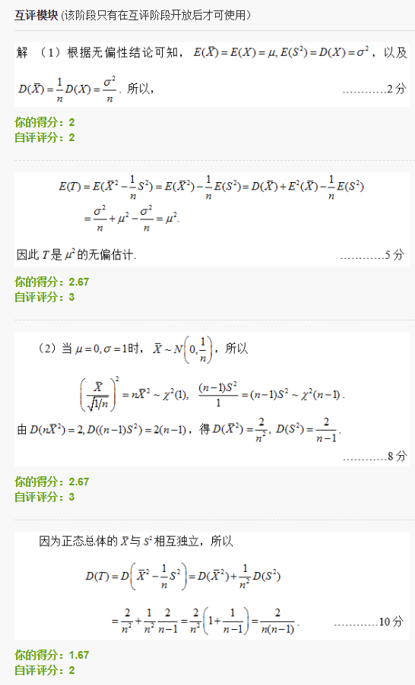 互评模块 (该阶段只有在互评阶段开放后才可使用)
解 （1）根据无偏性结论可知，E(X̄)=E(X)=μ, E(S²)=D(X)=σ²，以及
D(X̄)=1/n D(X)=σ²/n. 所以， …………2 分
你的得分：2
自评评分：2
E(T)=E(X̄²-1/n S²)=E(X̄²)-1/n E(S²)=D(X̄)+E²(X̄)-1/n E(S²)
=σ²/n+μ²-σ²/n=μ².
因此 T 是 μ² 的无偏估计. …………5 分
你的得分：2.67
自评评分：3
（2）当 μ=0,σ=1时，X̄~N(0,1/n)，所以
(X̄/√1/n)²=nX̄²~χ²(1), (n-1)S²/1=(n-1)S²~χ²(n-1).
由 D(nX̄²)=2, D((n-1)S²)=2(n-1)，得 D(X̄²)=2/n², D(S²)=2/(n-1).
…………8 分
你的得分：2.67
自评评分：3
因为正态总体的 X̄ 与 S² 相互独立，所以
D(T)=D(X̄²-1/n S²)=D(X̄²)+1/n² D(S²)
=2/n²+1/n² 2/(n-1)=2/n²(1+1/(n-1))=2/(n(n-1)). …………10 分
你的得分：1.67
自评评分：2